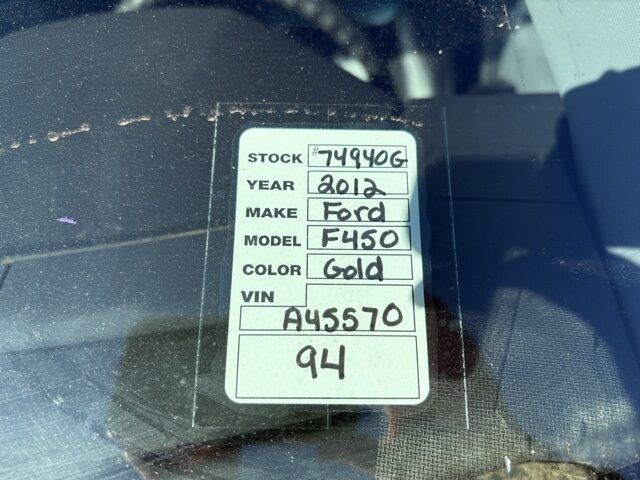 STOCK #74940G
YEAR 2012
MAKE Ford
MODEL F450
COLOR Gold
VIN
A45570
94